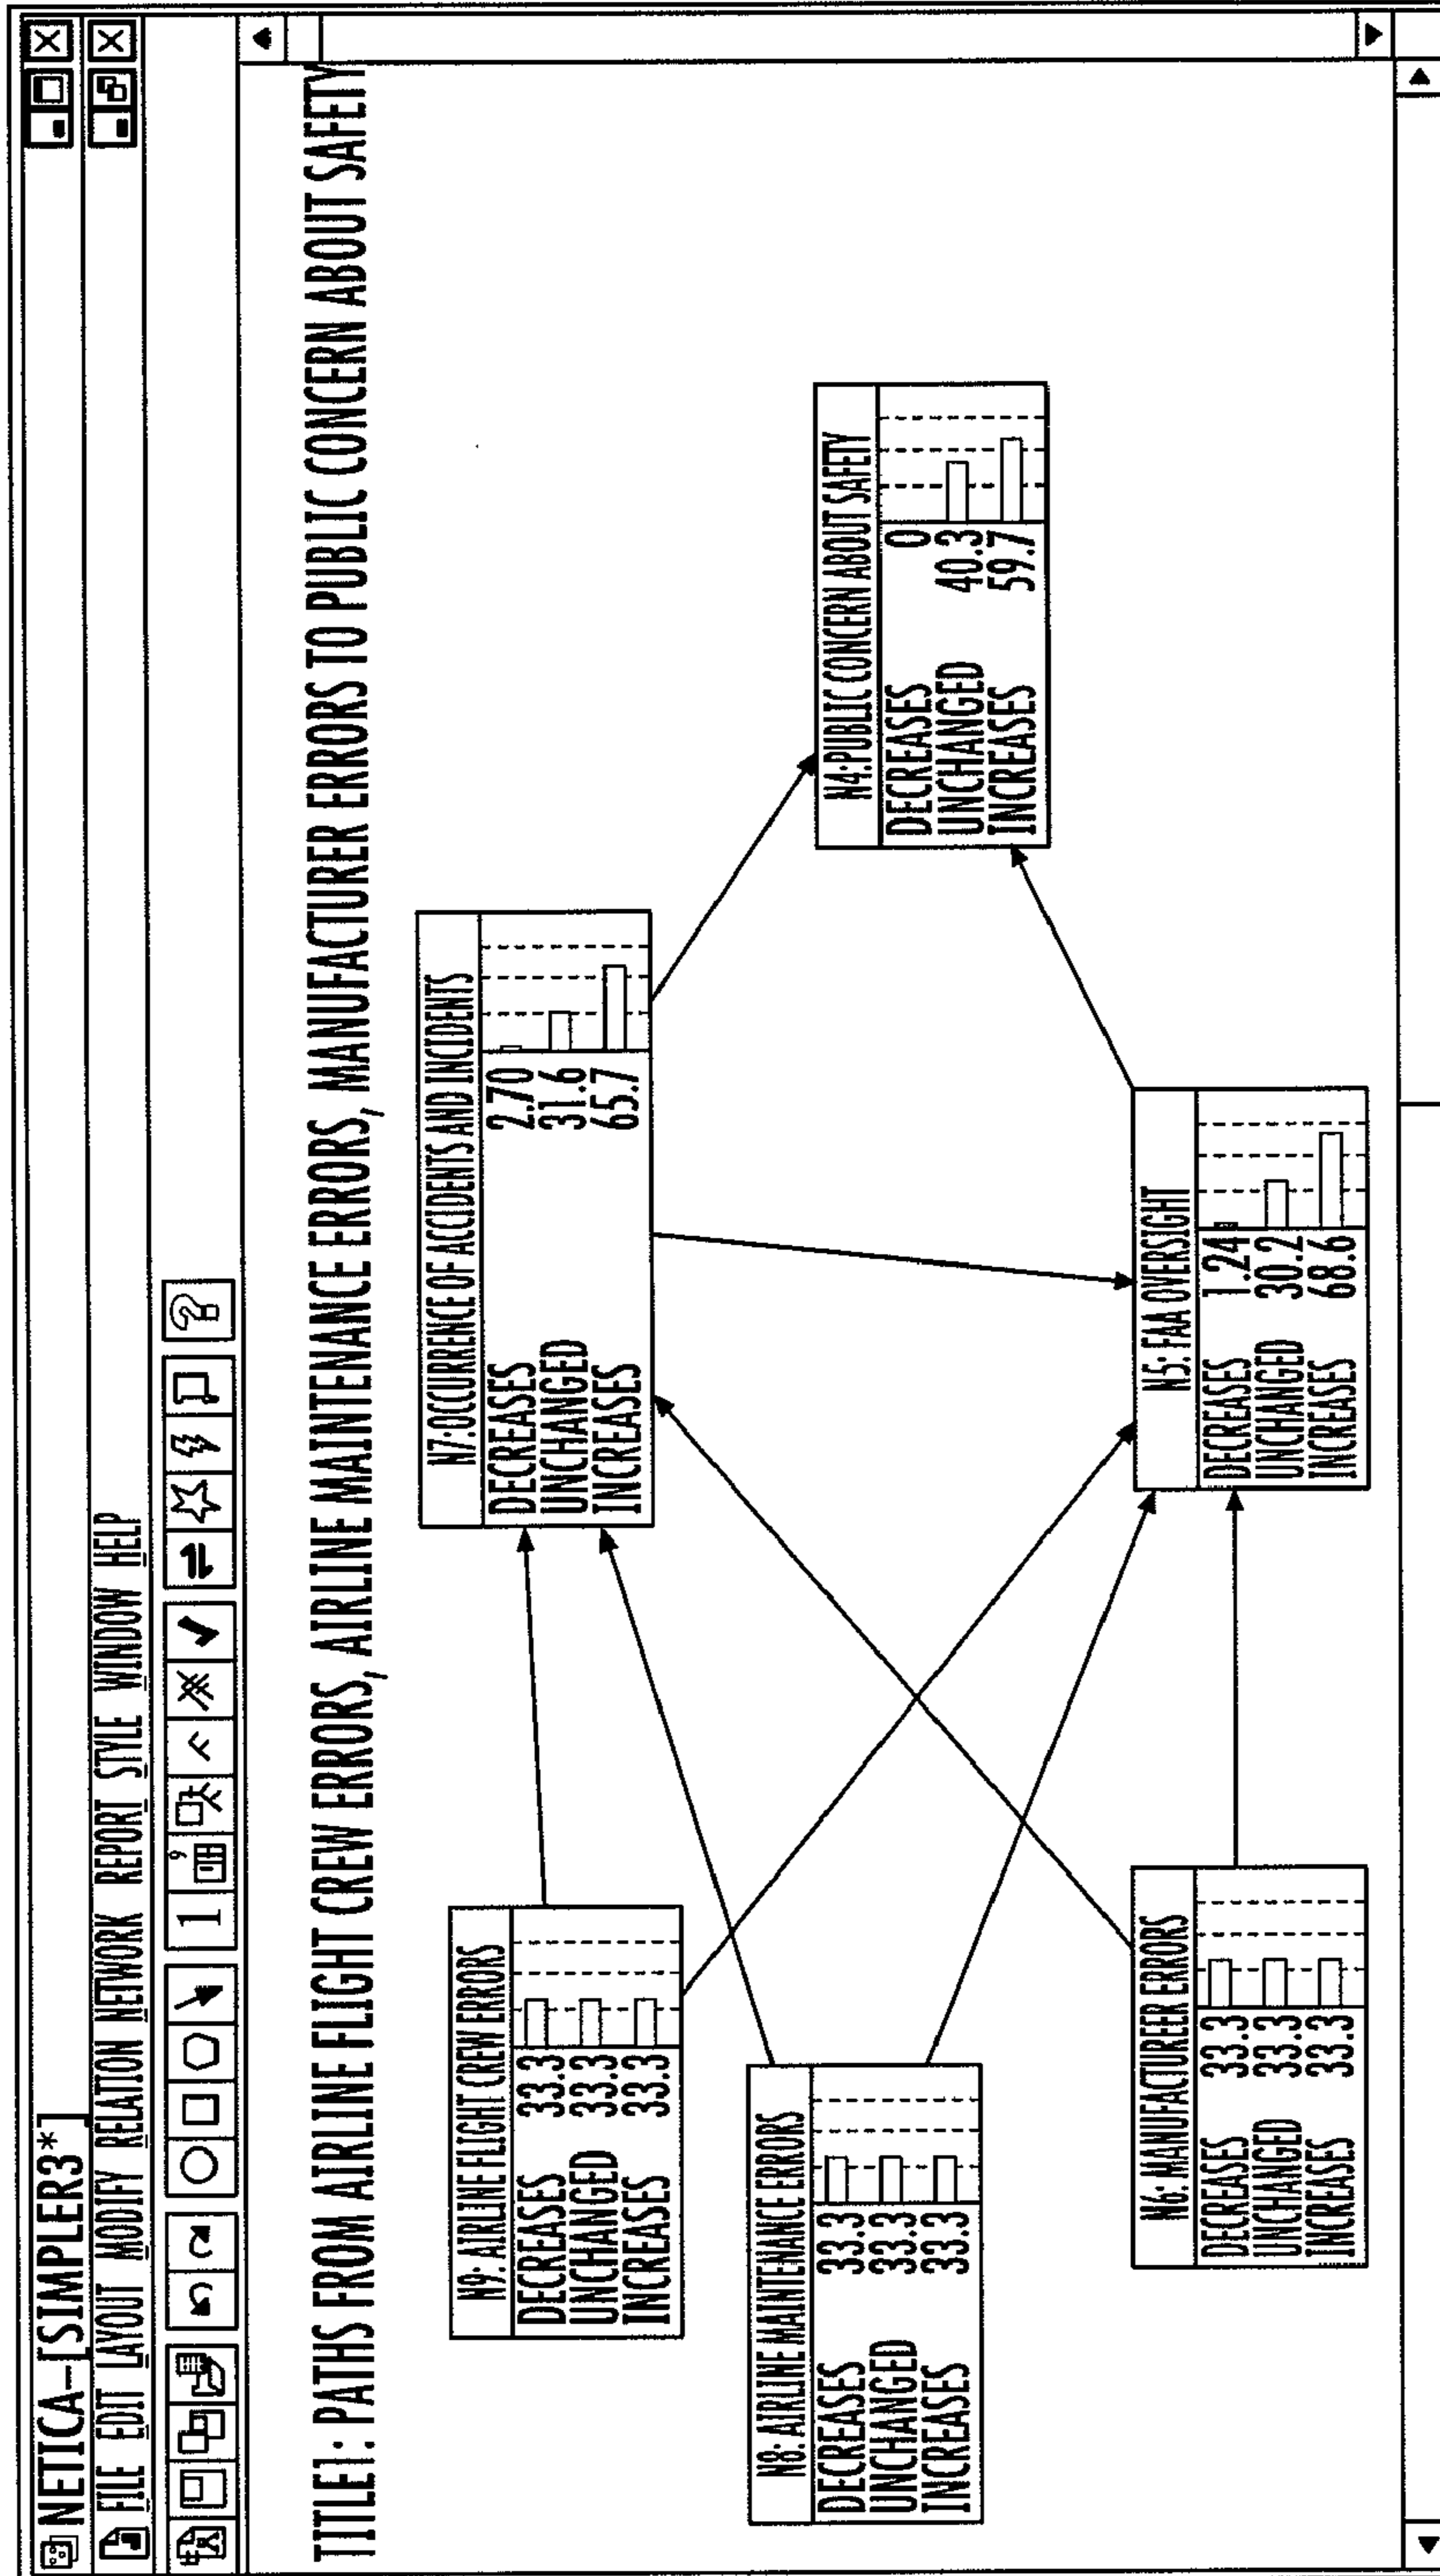 NETICA–[SIMPLER3*]
FILE EDIT LAYOUT MODIFY RELATION NETWORK REPORT STYLE WINDOW HELP
TITLE1: PATHS FROM AIRLINE FLIGHT CREW ERRORS, AIRLINE MAINTENANCE ERRORS, MANUFACTURER ERRORS TO PUBLIC CONCERN ABOUT SAFETY
N7:OCCURRENCE OF ACCIDENTS AND INCIDENTS
DECREASES 2.70
UNCHANGED 31.6
INCREASES 65.7
N9: AIRLINE FLIGHT CREW ERRORS
DECREASES 33.3
UNCHANGED 33.3
INCREASES 33.3
N8: AIRLINE MAINTENANCE ERRORS
DECREASES 33.3
UNCHANGED 33.3
INCREASES 33.3
N4:PUBLIC CONCERN ABOUT SAFETY
DECREASES 0
UNCHANGED 40.3
INCREASES 59.7
N6: MANUFACTUREER ERRORS
DECREASES 33.3
UNCHANGED 33.3
INCREASES 33.3
N5: FAA OVERSIGHT
DECREASES 1.24
UNCHANGED 30.2
INCREASES 68.6